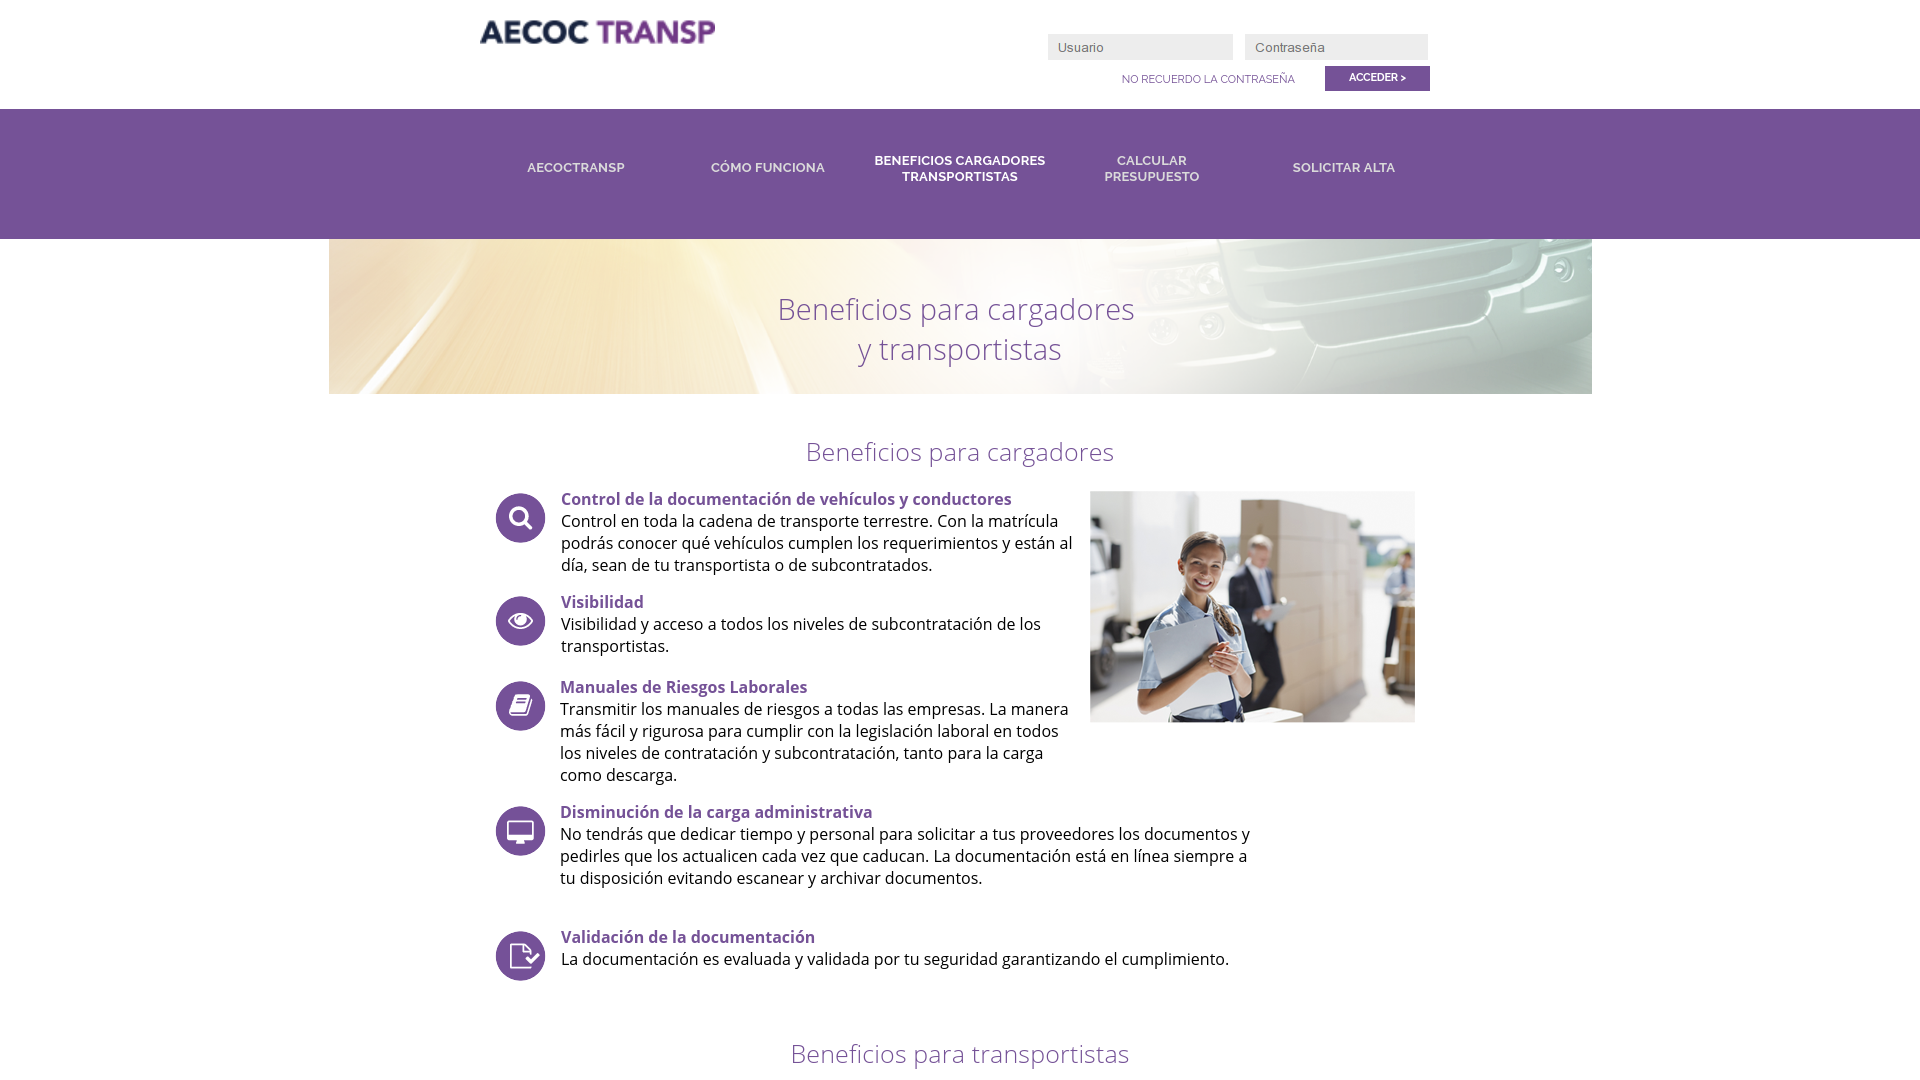 AECOC TRANSP
Usuario
Contraseña
NO RECUERDO LA CONTRASEÑA
ACCEDER >
AECOCTRANSP
CÓMO FUNCIONA
BENEFICIOS CARGADORES
TRANSPORTISTAS
CALCULAR
PRESUPUESTO
SOLICITAR ALTA
Beneficios para cargadores
y transportistas
Beneficios para cargadores
Control de la documentación de vehículos y conductores
Control en toda la cadena de transporte terrestre. Con la matrícula
podrás conocer qué vehículos cumplen los requerimientos y están al
día, sean de tu transportista o de subcontratados.
Visibilidad
Visibilidad y acceso a todos los niveles de subcontratación de los
transportistas.
Manuales de Riesgos Laborales
Transmitir los manuales de riesgos a todas las empresas. La manera
más fácil y rigurosa para cumplir con la legislación laboral en todos
los niveles de contratación y subcontratación, tanto para la carga
como descarga.
Disminución de la carga administrativa
No tendrás que dedicar tiempo y personal para solicitar a tus proveedores los documentos y
pedirles que los actualicen cada vez que caducan. La documentación está en línea siempre a
tu disposición evitando escanear y archivar documentos.
Validación de la documentación
La documentación es evaluada y validada por tu seguridad garantizando el cumplimiento.
Beneficios para transportistas